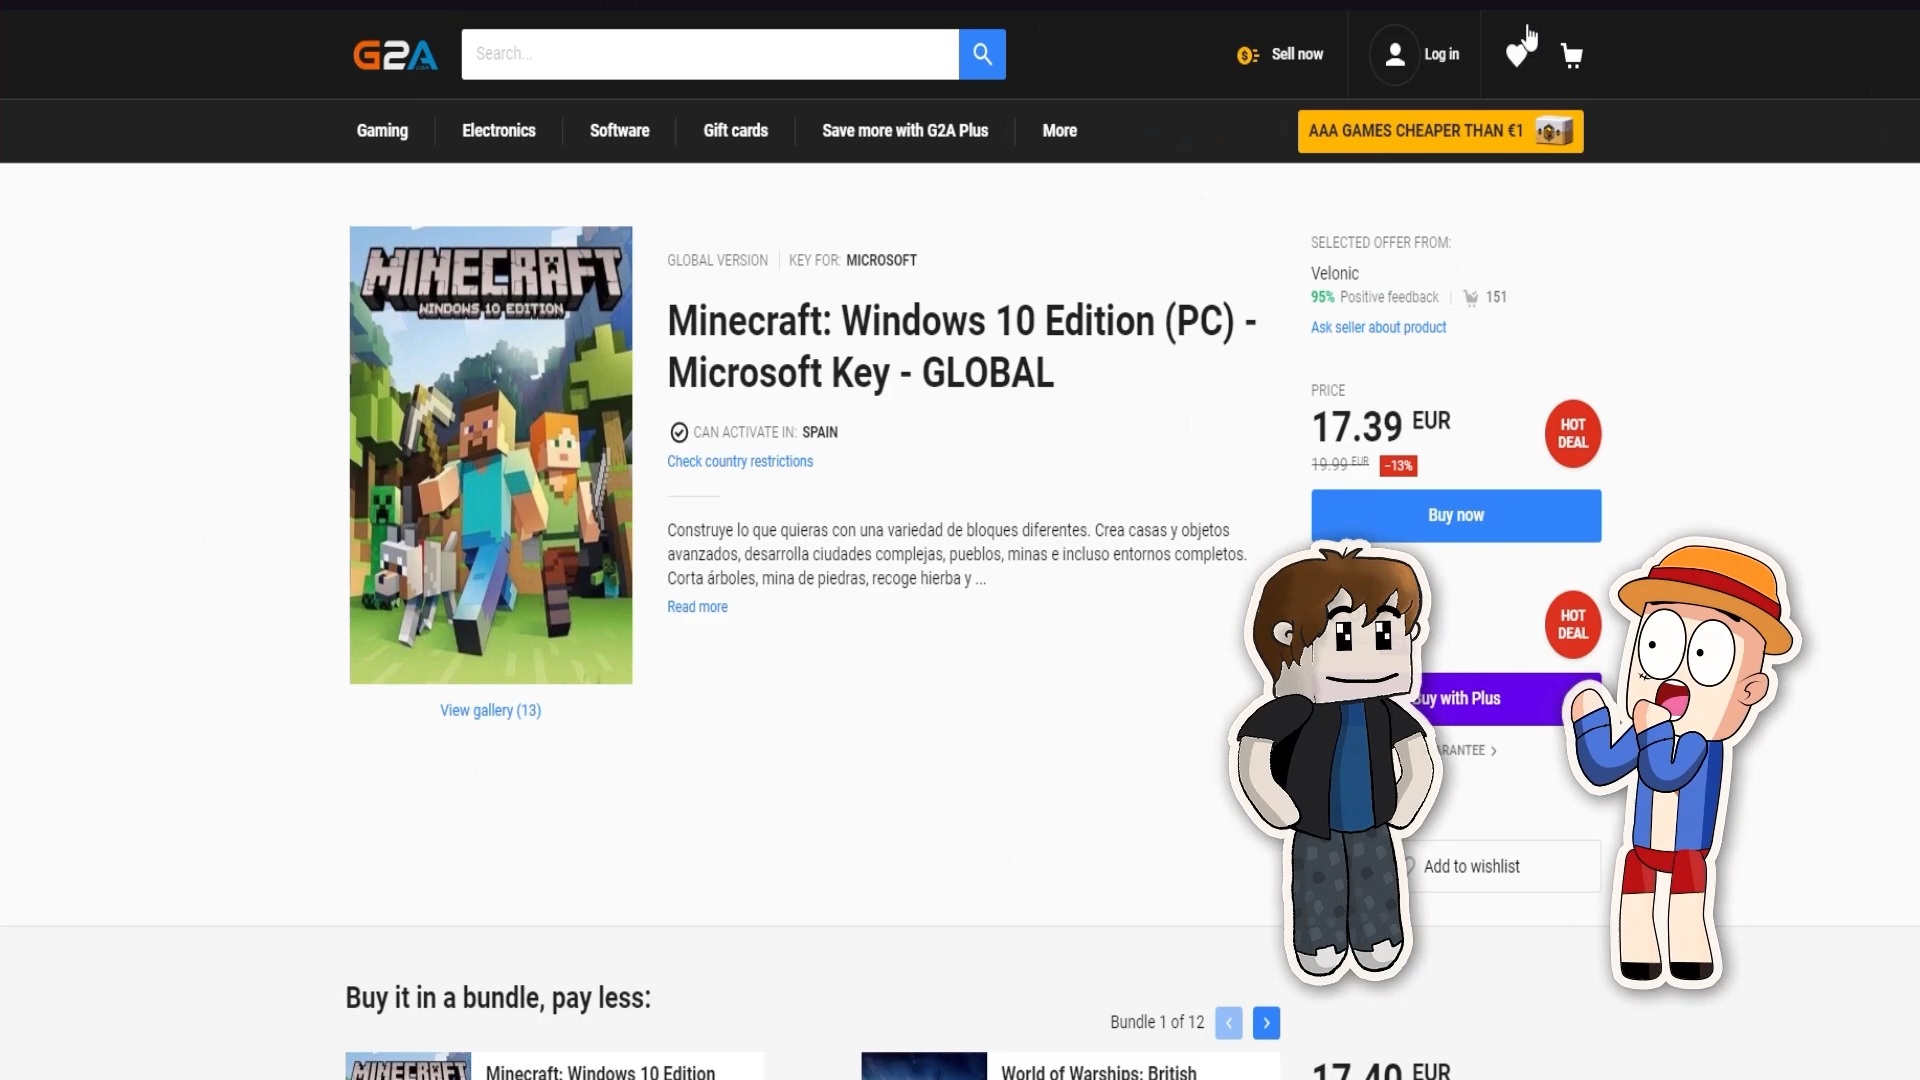 G2A
.COM
Search...
Sell now
Log in
Gaming
Electronics
Software
Gift cards
Save more with G2A Plus
More
AAA GAMES CHEAPER THAN €1
MINECRAFT
WINDOWS 10 EDITION
View gallery (13)
GLOBAL VERSION
KEY FOR: MICROSOFT
Minecraft: Windows 10 Edition (PC) -
Microsoft Key - GLOBAL
CAN ACTIVATE IN: SPAIN
Check country restrictions
Construye lo que quieras con una variedad de bloques diferentes. Crea casas y objetos
avanzados, desarrolla ciudades complejas, pueblos, minas e incluso entornos completos.
Corta árboles, mina de piedras, recoge hierba y ...
Read more
SELECTED OFFER FROM:
Velonic
95% Positive feedback
151
Ask seller about product
PRICE
17.39 EUR
HOT
DEAL
19.99 EUR
-13%
Buy now
HOT
DEAL
Buy with Plus
Add to wishlist
Buy it in a bundle, pay less:
Bundle 1 of 12
MINECRAFT
Minecraft: Windows 10 Edition
World of Warships: British
17.40 EUR